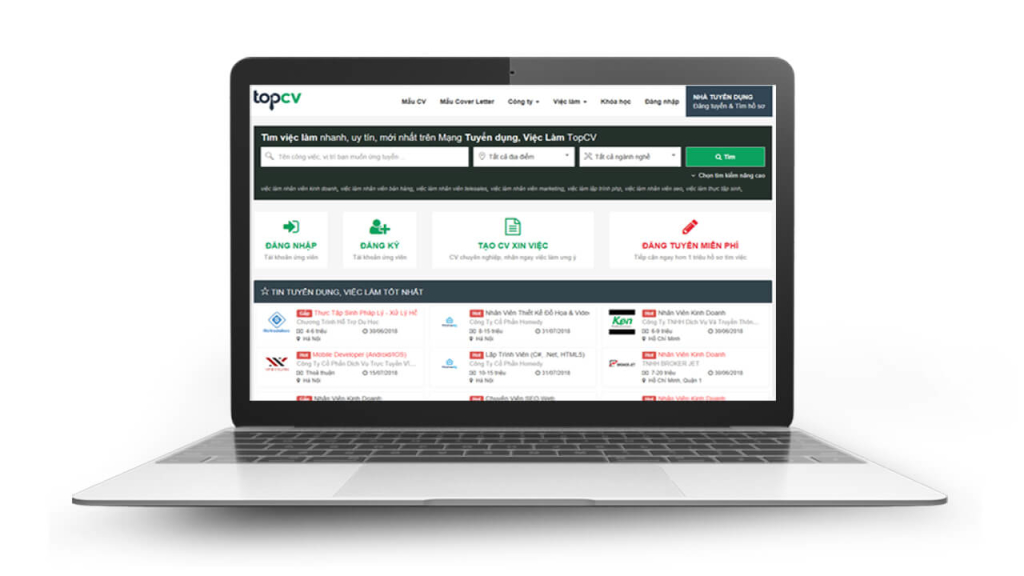 topcv
Mẫu CV Mẫu Cover Letter Công ty Việc làm Khóa học Đăng nhập
NHÀ TUYỂN DỤNG
Đăng tuyển & Tìm hồ sơ
Tìm việc làm nhanh, uy tín, mới nhất trên Mạng Tuyển dụng, Việc Làm TopCV
Tên công việc, vị trí bạn muốn ứng tuyển ... Tất cả địa điểm Tất cả ngành nghề Tìm
Chọn tìm kiếm nâng cao
việc làm nhân viên kinh doanh, việc làm nhân viên bán hàng, việc làm nhân viên telesales, việc làm nhân viên marketing, việc làm lập trình php, việc làm nhân viên seo, việc làm thực tập sinh,
ĐĂNG NHẬP
Tài khoản ứng viên
ĐĂNG KÝ
Tài khoản ứng viên
TẠO CV XIN VIỆC
CV chuyên nghiệp, nhận ngay việc làm ưng ý
ĐĂNG TUYỂN MIỄN PHÍ
Tiếp cận ngay hơn 1 triệu hồ sơ tìm việc
TIN TUYỂN DỤNG, VIỆC LÀM TỐT NHẤT
Gấp Thực Tập Sinh Pháp Lý - Xử Lý Hồ
Chương Trình Hỗ Trợ Du Học
4-6 triệu 30/06/2018
Hà Nội
Hot Nhân Viên Thiết Kế Đồ Họa & Video
Công Ty Cổ Phần Homedy
8-15 triệu 31/07/2018
Hà Nội
Ken
Hot Nhân Viên Kinh Doanh
Công Ty TNHH Dịch Vụ Và Truyền Thôn...
6-9 triệu 30/06/2018
Hồ Chí Minh
Hot Mobile Developer (Android/IOS)
Công Ty Cổ Phần Dịch Vụ Trực Tuyến Vi...
Thoả thuận 15/07/2018
Hà Nội
Hot Lập Trình Viên (C#, .Net, HTML5)
Công Ty Cổ Phần Homedy
10-15 triệu 31/07/2018
Hà Nội
Hot Nhân Viên Kinh Doanh
TNHH BROKER JET
7-20 triệu 30/06/2018
Hồ Chí Minh, Quận 1
Gấp Nhân Viên Kinh Doanh
Hot Chuyên Viên SEO Web
Hot Nhân Viên Kinh Doanh